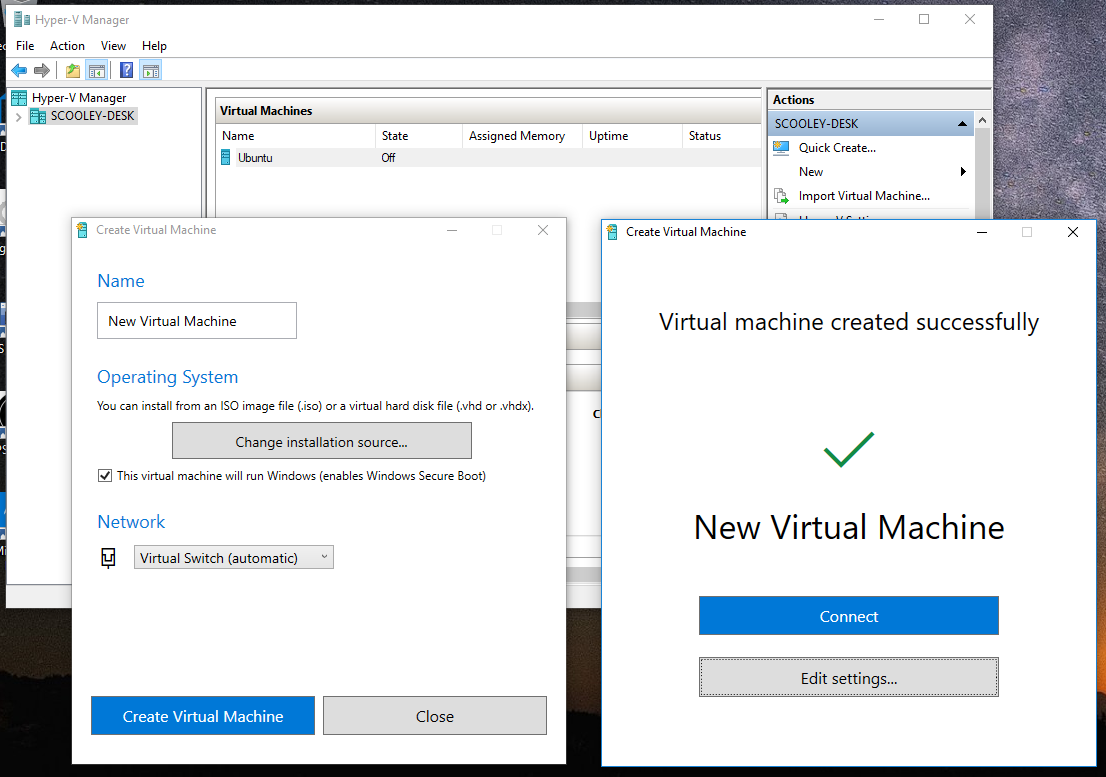 Hyper-V Manager
File Action View Help
Hyper-V Manager
SCOOLEY-DESK
Virtual Machines
Name State Assigned Memory Uptime Status
Ubuntu Off
Actions
SCOOLEY-DESK
Quick Create...
New
Import Virtual Machine...
Create Virtual Machine
Name
New Virtual Machine
Operating System
You can install from an ISO image file (.iso) or a virtual hard disk file (.vhd or .vhdx).
Change installation source...
This virtual machine will run Windows (enables Windows Secure Boot)
Network
Virtual Switch (automatic)
Create Virtual Machine
Close
Create Virtual Machine
Virtual machine created successfully
New Virtual Machine
Connect
Edit settings...